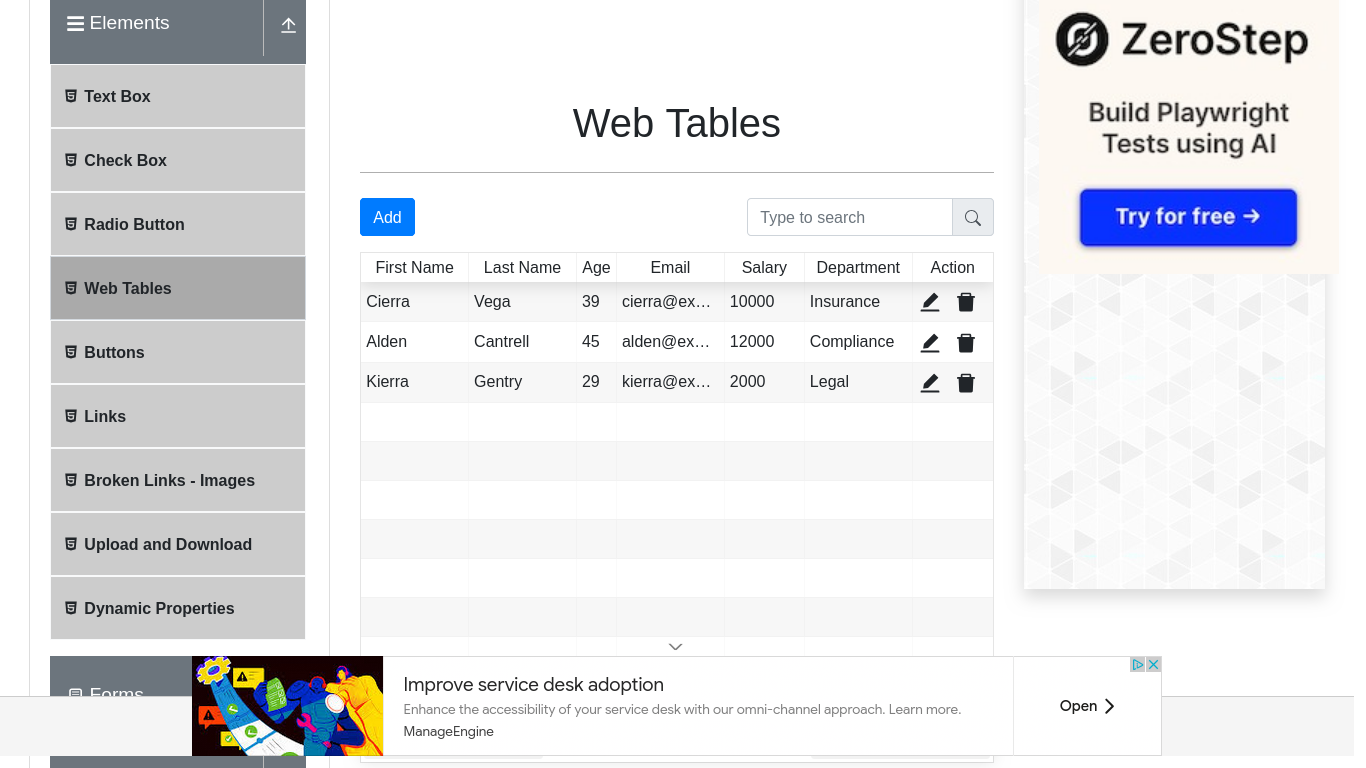 Elements
Text Box
Check Box
Radio Button
Web Tables
Buttons
Links
Broken Links - Images
Upload and Download
Dynamic Properties
Forms
Web Tables
Add
Type to search
First Name Last Name Age Email Salary Department Action
Cierra Vega 39 cierra@ex… 10000 Insurance
Alden Cantrell 45 alden@ex… 12000 Compliance
Kierra Gentry 29 kierra@ex… 2000 Legal
ZeroStep
Build Playwright
Tests using AI
Try for free →
Improve service desk adoption
Enhance the accessibility of your service desk with our omni-channel approach. Learn more.
ManageEngine
Open